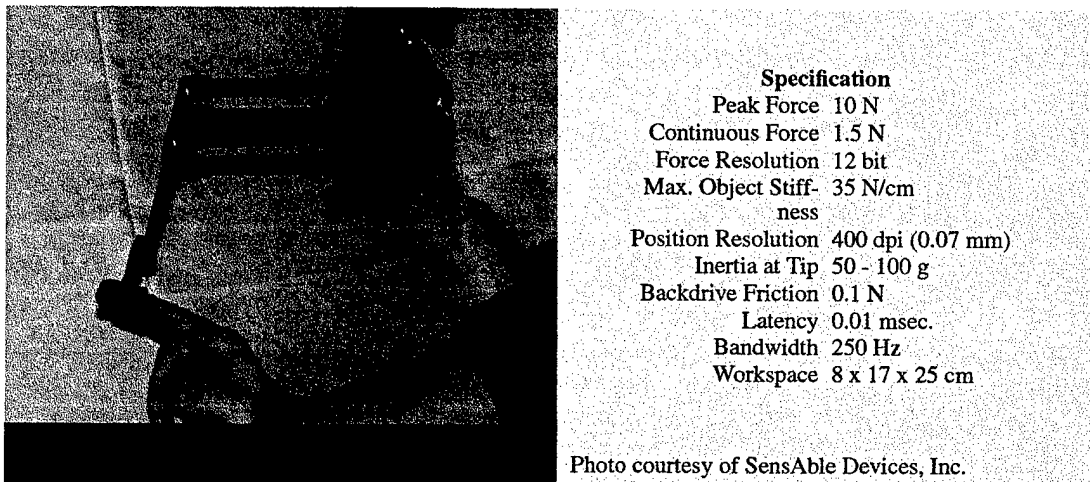 Specification
Peak Force 10 N
Continuous Force 1.5 N
Force Resolution 12 bit
Max. Object Stiff- 35 N/cm
ness
Position Resolution 400 dpi (0.07 mm)
Inertia at Tip 50 - 100 g
Backdrive Friction 0.1 N
Latency 0.01 msec.
Bandwidth 250 Hz
Workspace 8 x 17 x 25 cm
Photo courtesy of SensAble Devices, Inc.